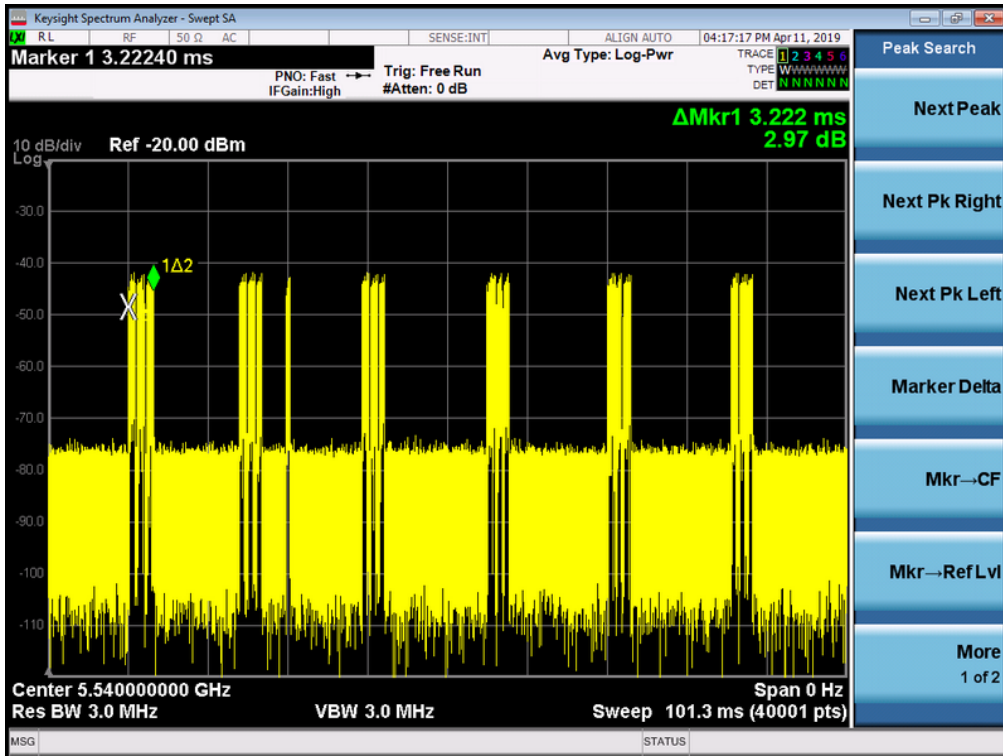 Keysight Spectrum Analyzer - Swept SA
LXI RL RF 50 Ω AC SENSE:INT ALIGN AUTO 04:17:17 PM Apr 11, 2019
Marker 1 3.22240 ms
PNO: Fast
IFGain:High
Trig: Free Run
#Atten: 0 dB
Avg Type: Log-Pwr
TRACE 1 2 3 4 5 6
TYPE WWWWWW
DET N N N N N N
ΔMkr1 3.222 ms
2.97 dB
10 dB/div Ref -20.00 dBm
Log
-30.0
-40.0
1Δ2
X
-50.0
-60.0
-70.0
-80.0
-90.0
-100
-110
Center 5.540000000 GHz Span 0 Hz
Res BW 3.0 MHz VBW 3.0 MHz Sweep 101.3 ms (40001 pts)
MSG STATUS
Peak Search
Next Peak
Next Pk Right
Next Pk Left
Marker Delta
Mkr→CF
Mkr→Ref Lvl
More
1 of 2